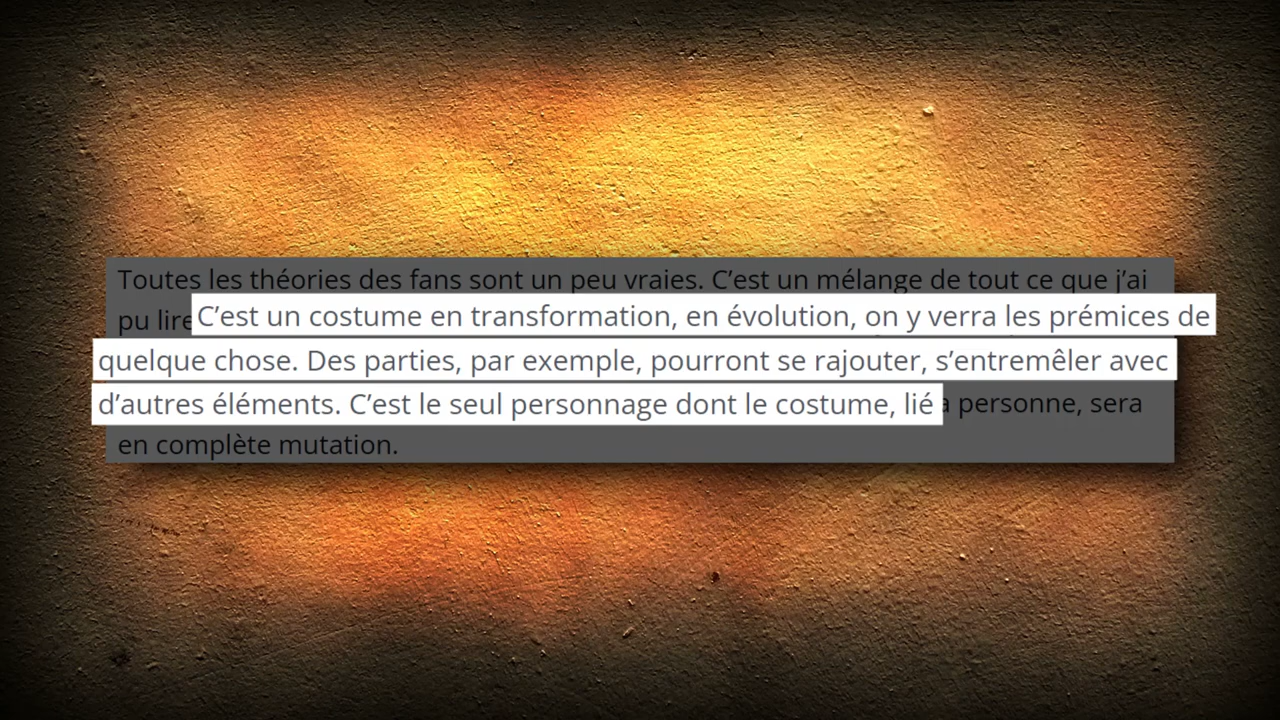 Toutes les théories des fans sont un peu vraies. C’est un mélange de tout ce que j’ai
pu lire C’est un costume en transformation, en évolution, on y verra les prémices de
quelque chose. Des parties, par exemple, pourront se rajouter, s’entremêler avec
d’autres éléments. C’est le seul personnage dont le costume, lié a personne, sera
en complète mutation.